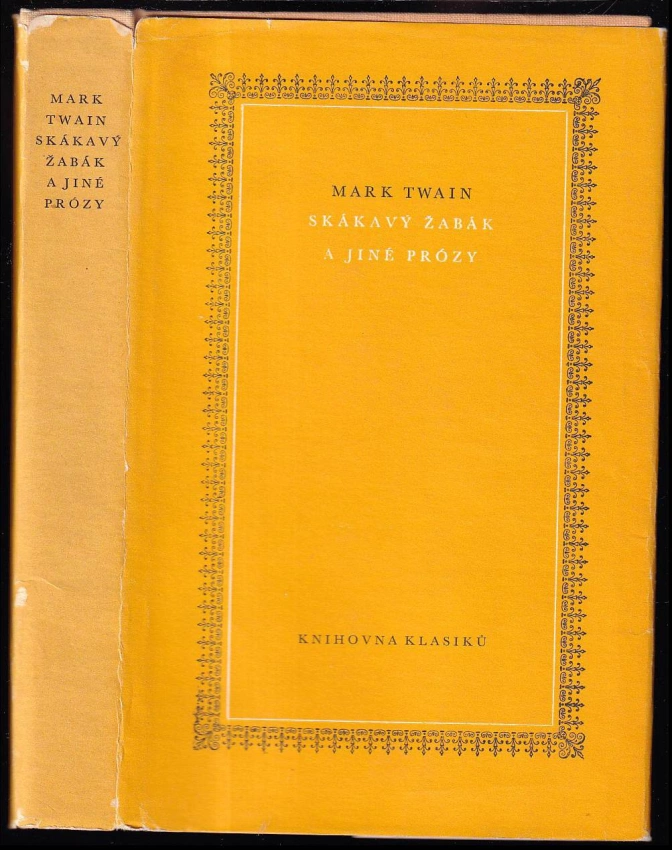 MARK
TWAIN
SKÁKAVÝ
ŽABÁK
A JINÉ
PRÓZY
MARK TWAIN
SKÁKAVÝ ŽABÁK
A JINÉ PRÓZY
KNIHOVNA KLASIKŮ